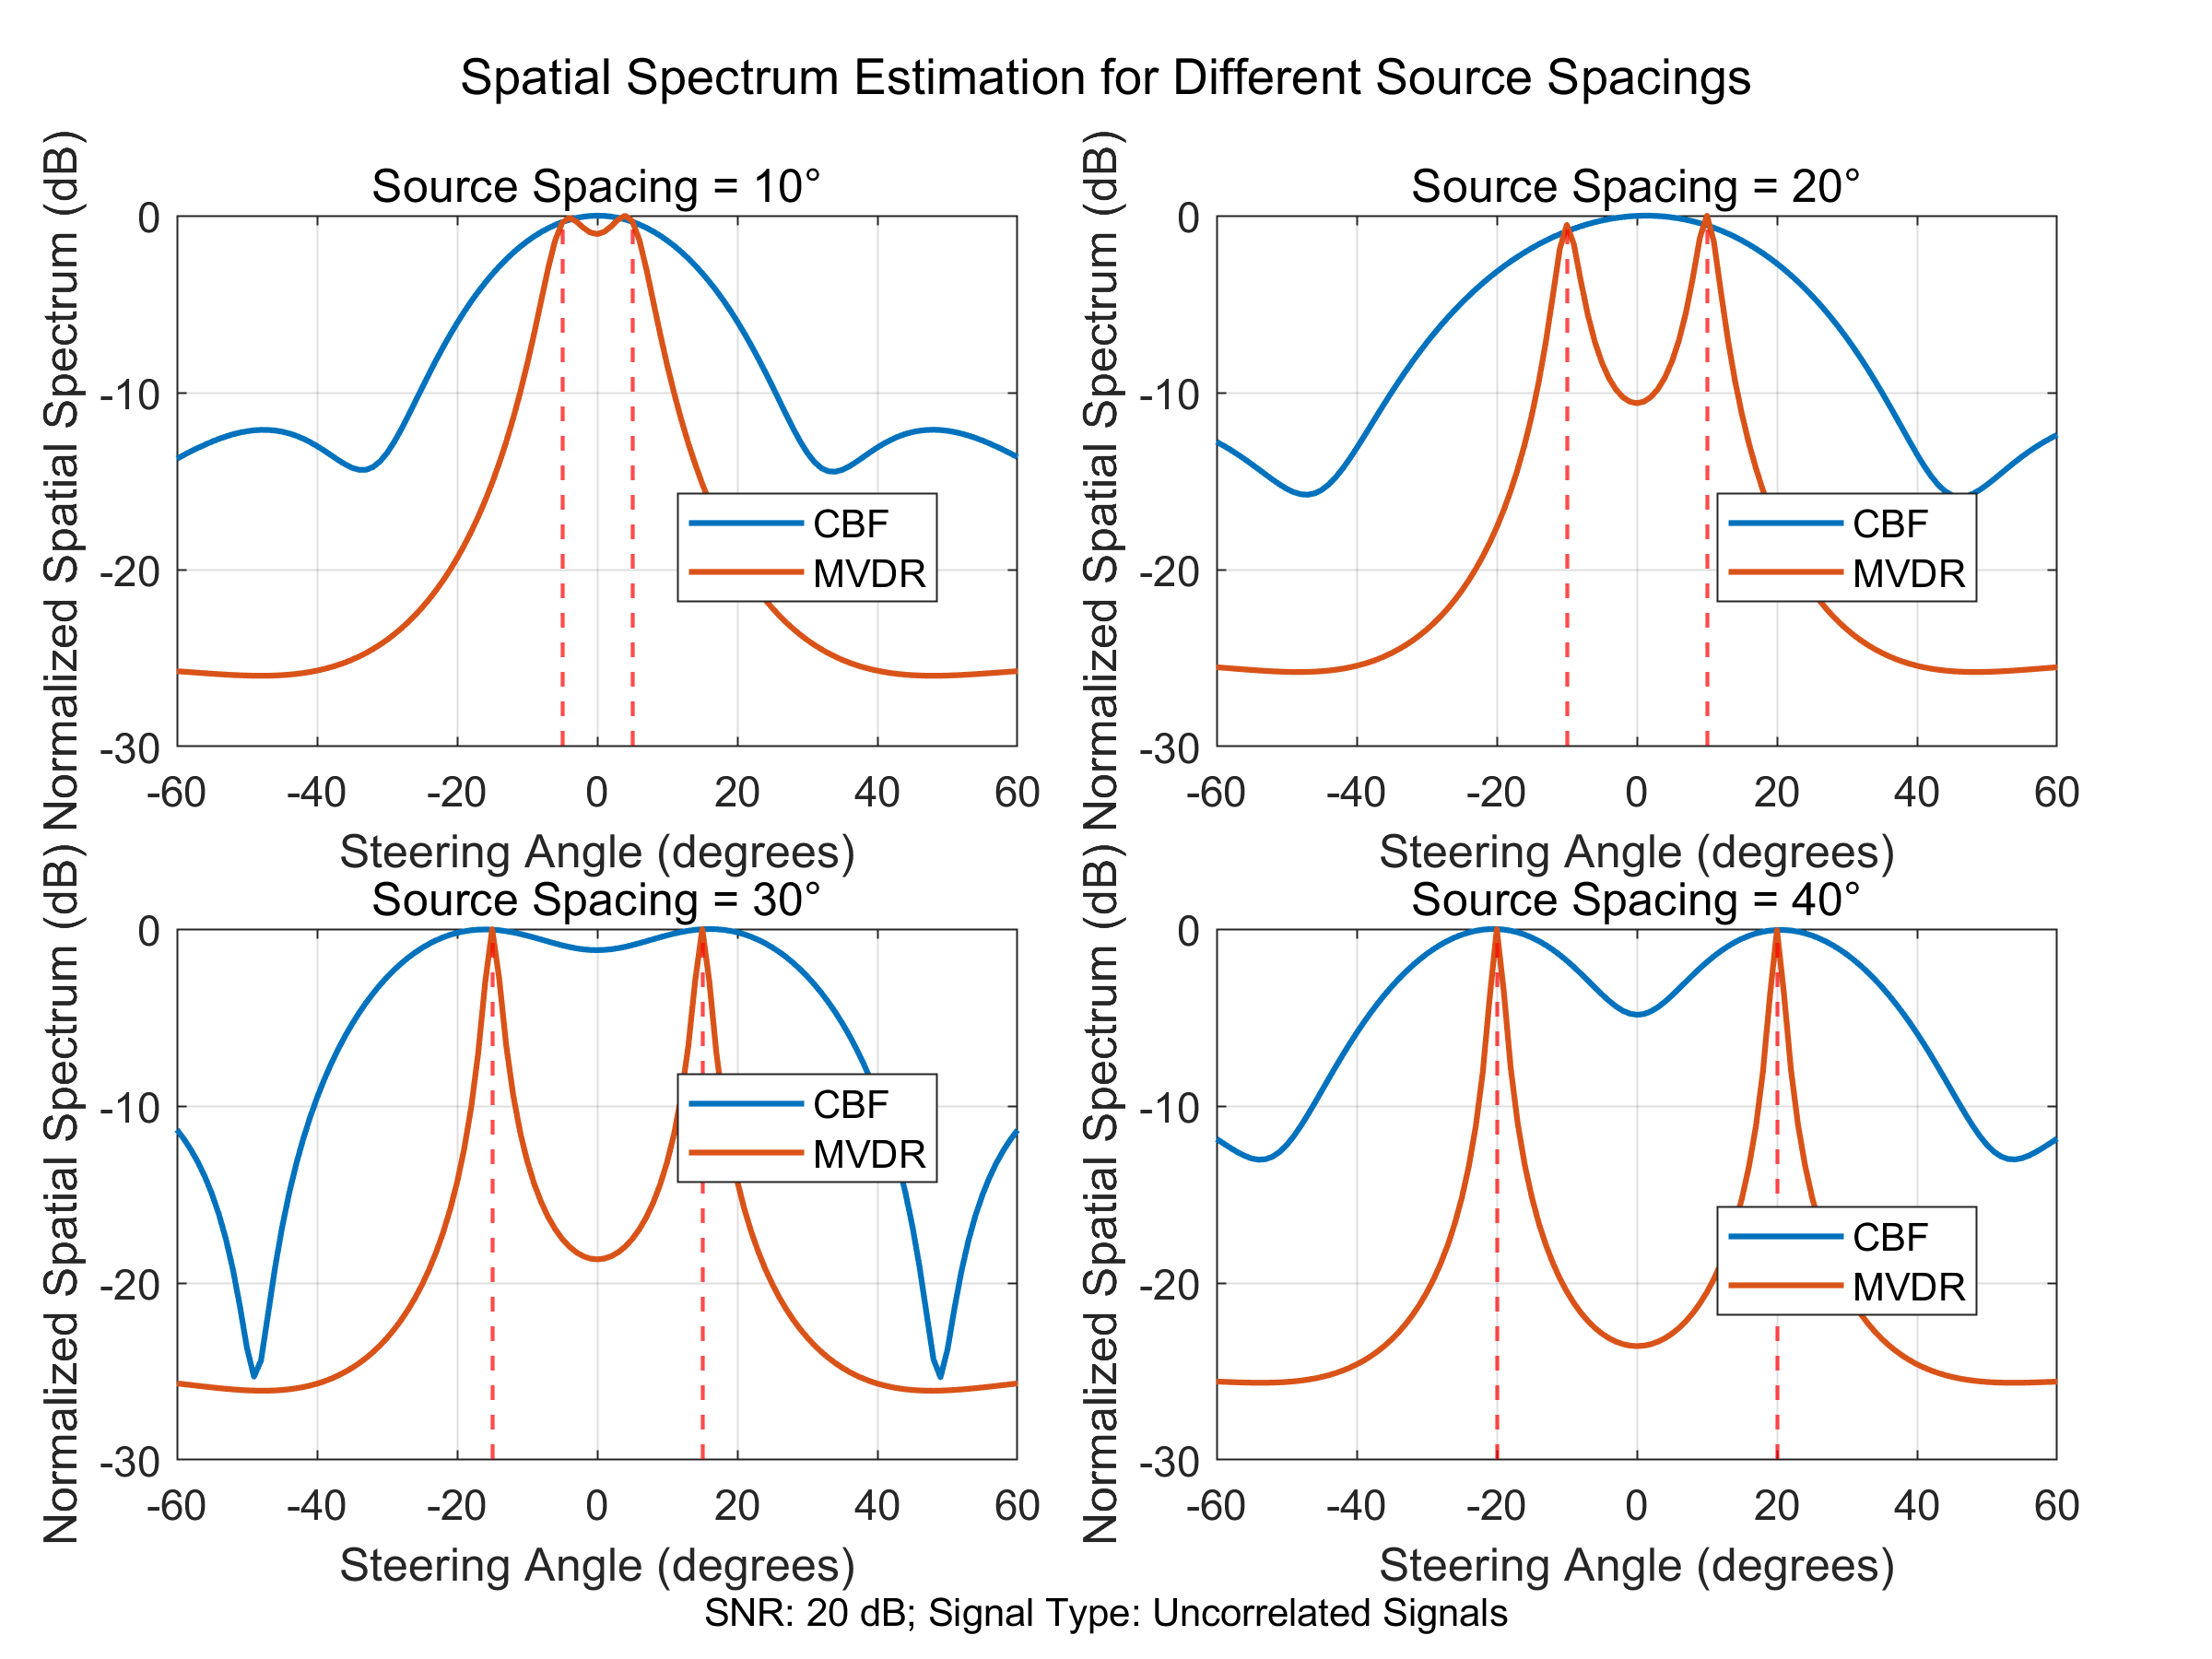 Spatial Spectrum Estimation for Different Source Spacings
Source Spacing = 10°
Normalized Spatial Spectrum (dB)
0
-10
-20
-30
CBF
MVDR
-60 -40 -20 0 20 40 60
Steering Angle (degrees)
Source Spacing = 20°
Normalized Spatial Spectrum (dB)
0
-10
-20
-30
CBF
MVDR
-60 -40 -20 0 20 40 60
Steering Angle (degrees)
Source Spacing = 30°
Normalized Spatial Spectrum (dB)
0
-10
-20
-30
CBF
MVDR
-60 -40 -20 0 20 40 60
Steering Angle (degrees)
Source Spacing = 40°
Normalized Spatial Spectrum (dB)
0
-10
-20
-30
CBF
MVDR
-60 -40 -20 0 20 40 60
Steering Angle (degrees)
SNR: 20 dB; Signal Type: Uncorrelated Signals